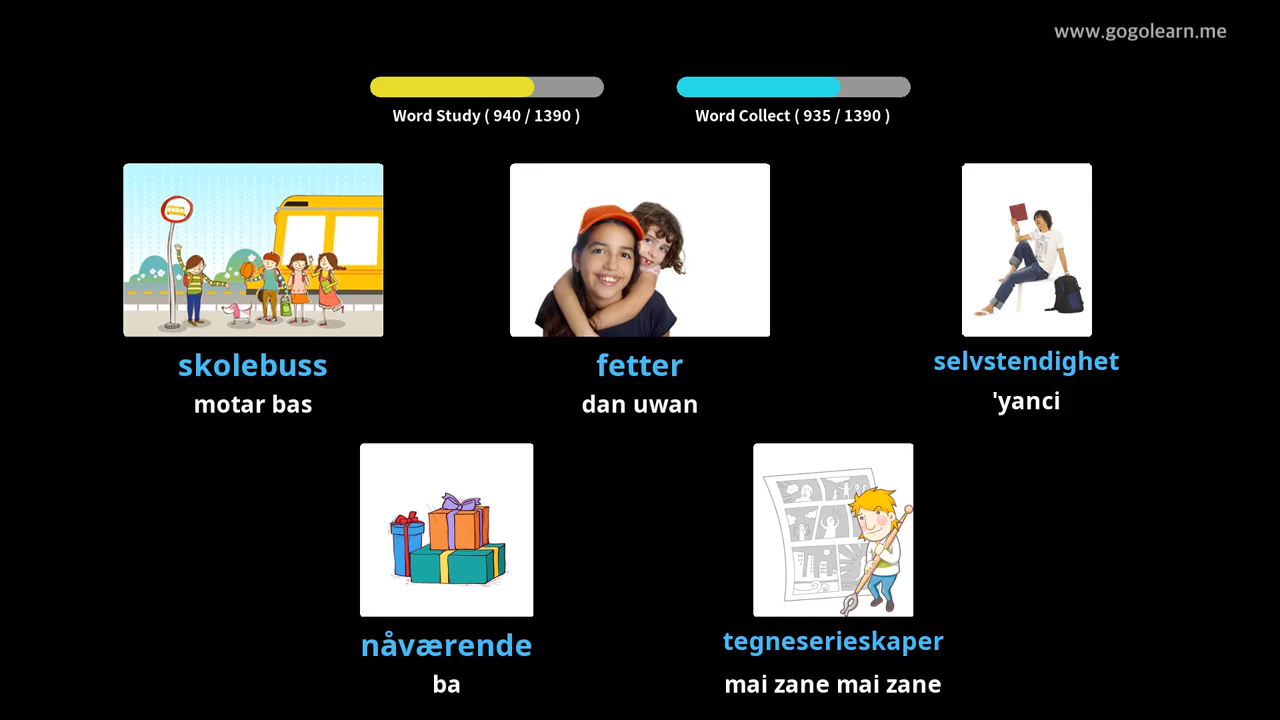 www.gogolearn.me
Word Study ( 940 / 1390 )
Word Collect ( 935 / 1390 )
skolebuss
motar bas
fetter
dan uwan
selvstendighet
'yanci
nåværende
ba
tegneserieskaper
mai zane mai zane